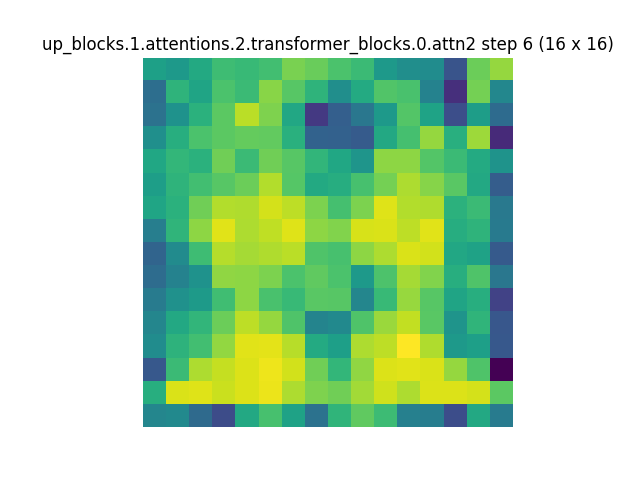 up_blocks.1.attentions.2.transformer_blocks.0.attn2 step 6 (16 x 16)